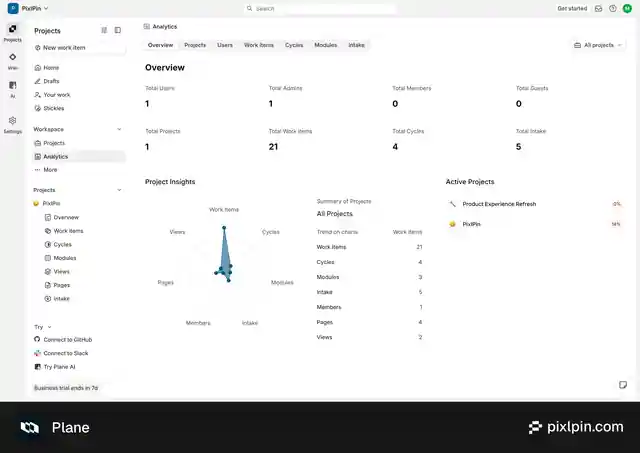 PixlPin
Search
Get started
M
Projects
Wiki
AI
Settings
Projects
New work item
Home
Drafts
Your work
Stickies
Workspace
Projects
Analytics
More
Projects
PixlPin
Overview
Work items
Cycles
Modules
Views
Pages
Intake
Try
Connect to GitHub
Connect to Slack
Try Plane AI
Business trial ends in 7d
Analytics
Overview Projects Users Work items Cycles Modules Intake
All projects
Overview
Total Users Total Admins Total Members Total Guests
1 1 0 0
Total Projects Total Work items Total Cycles Total Intake
1 21 4 5
Project Insights
Work items
Cycles
Modules
Intake
Members
Pages
Views
Summary of Projects
All Projects
Trend on charts Work items
Work items 21
Cycles 4
Modules 3
Intake 5
Members 1
Pages 4
Views 2
Active Projects
Product Experience Refresh 0%
PixlPin 14%
Plane
pixlpin.com